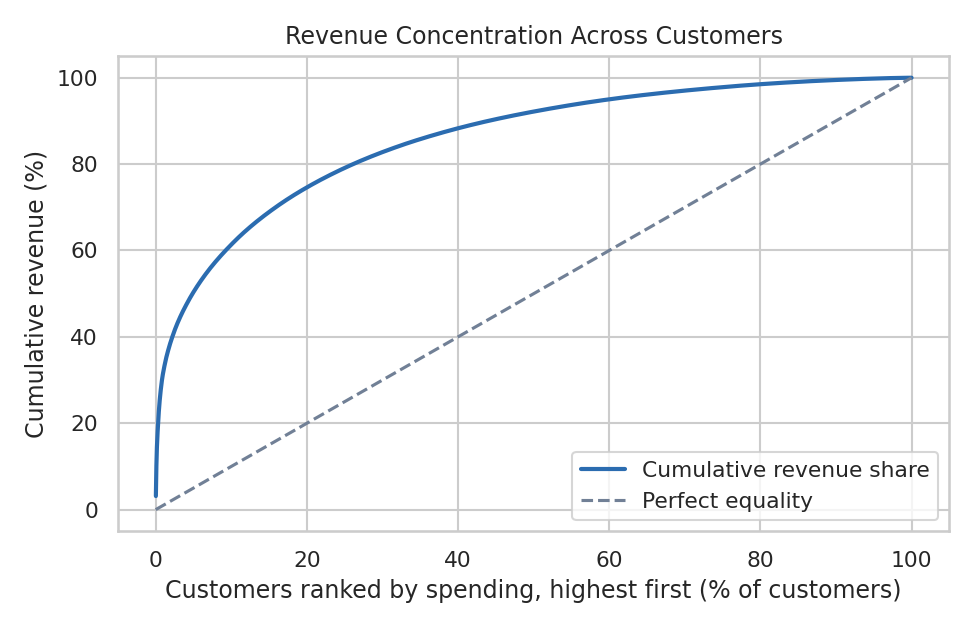 Revenue Concentration Across Customers
Cumulative revenue (%)
100
80
60
40
20
0
Cumulative revenue share
Perfect equality
0 20 40 60 80 100
Customers ranked by spending, highest first (% of customers)